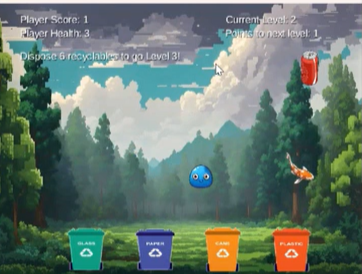 Player Score: 1
Player Health: 3
Dispose 6 recyclables to go Level 3!
Current Level: 2
Points to next level: 1
GLASS
PAPER
CANS
PLASTIC